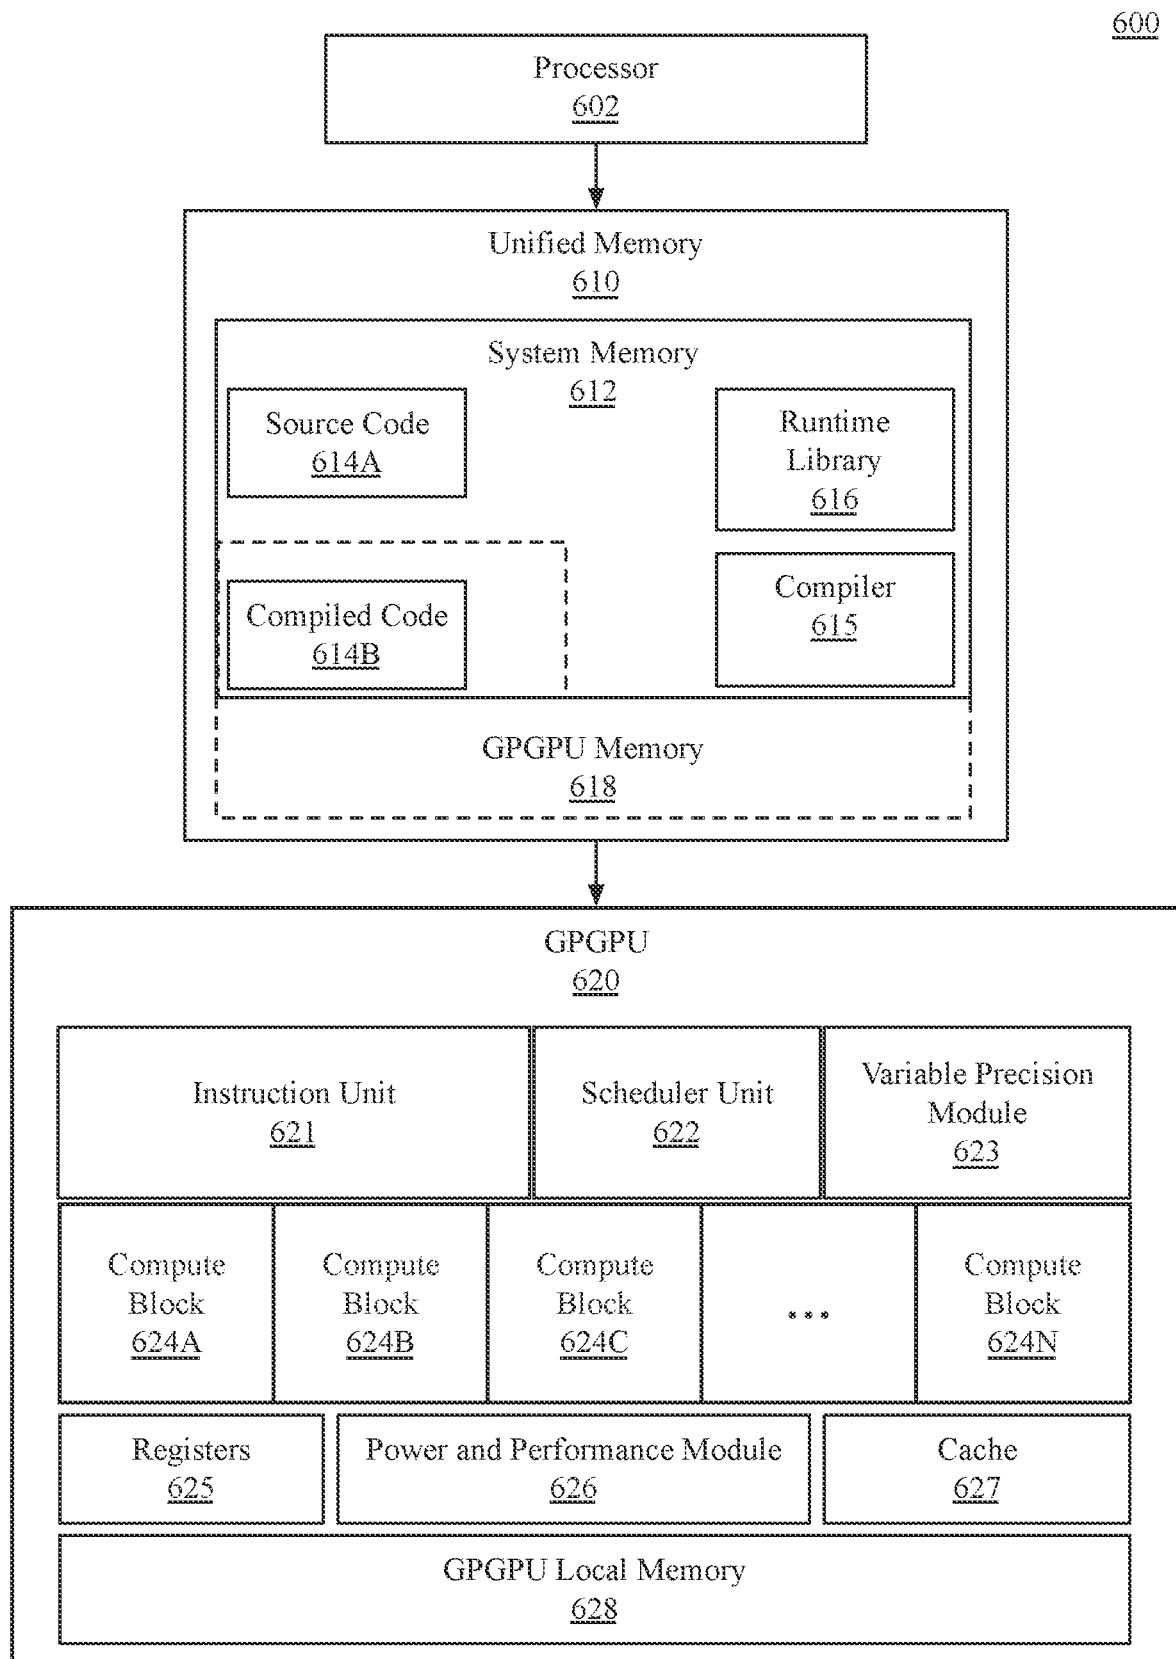 600
Processor
602
Unified Memory
610
System Memory
612
Source Code
614A
Runtime
Library
616
Compiled Code
614B
Compiler
615
GPGPU Memory
618
GPGPU
620
Instruction Unit
621
Scheduler Unit
622
Variable Precision
Module
623
Compute
Block
624A
Compute
Block
624B
Compute
Block
624C
...
Compute
Block
624N
Registers
625
Power and Performance Module
626
Cache
627
GPGPU Local Memory
628